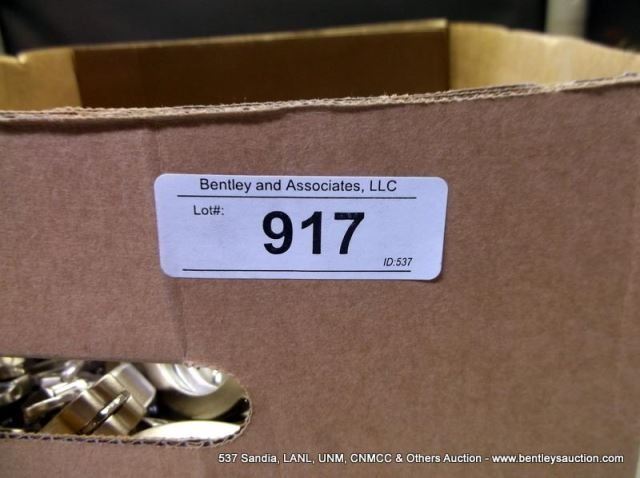 Bentley and Associates, LLC
Lot#:
917
ID:537
537 Sandia, LANL, UNM, CNMCC & Others Auction - www.bentleysauction.com